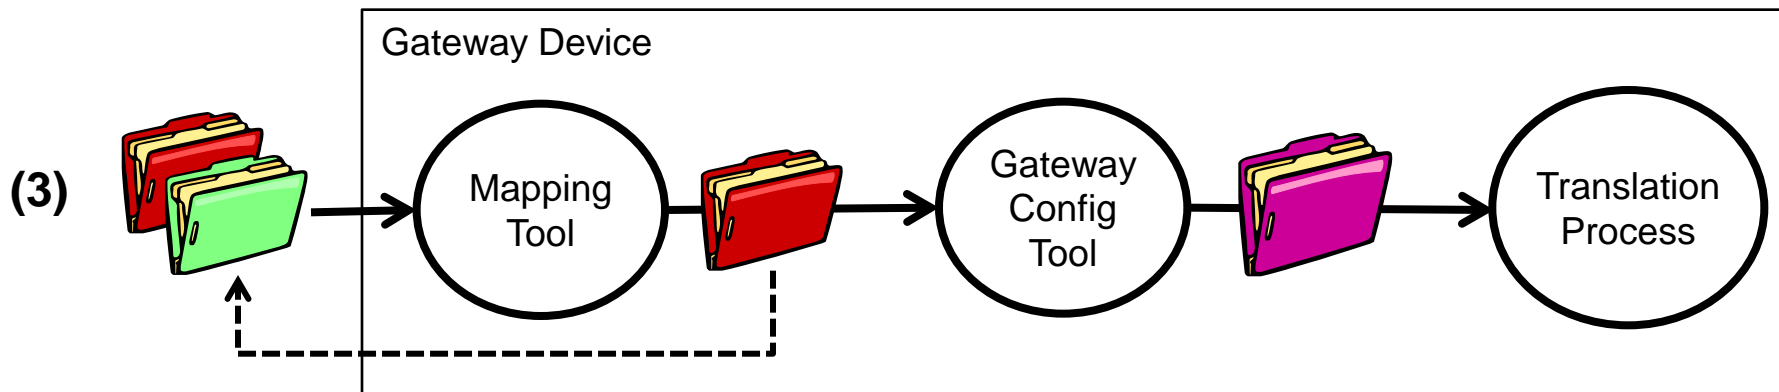 Gateway Device
(3)
Mapping
Tool
Gateway
Config
Tool
Translation
Process